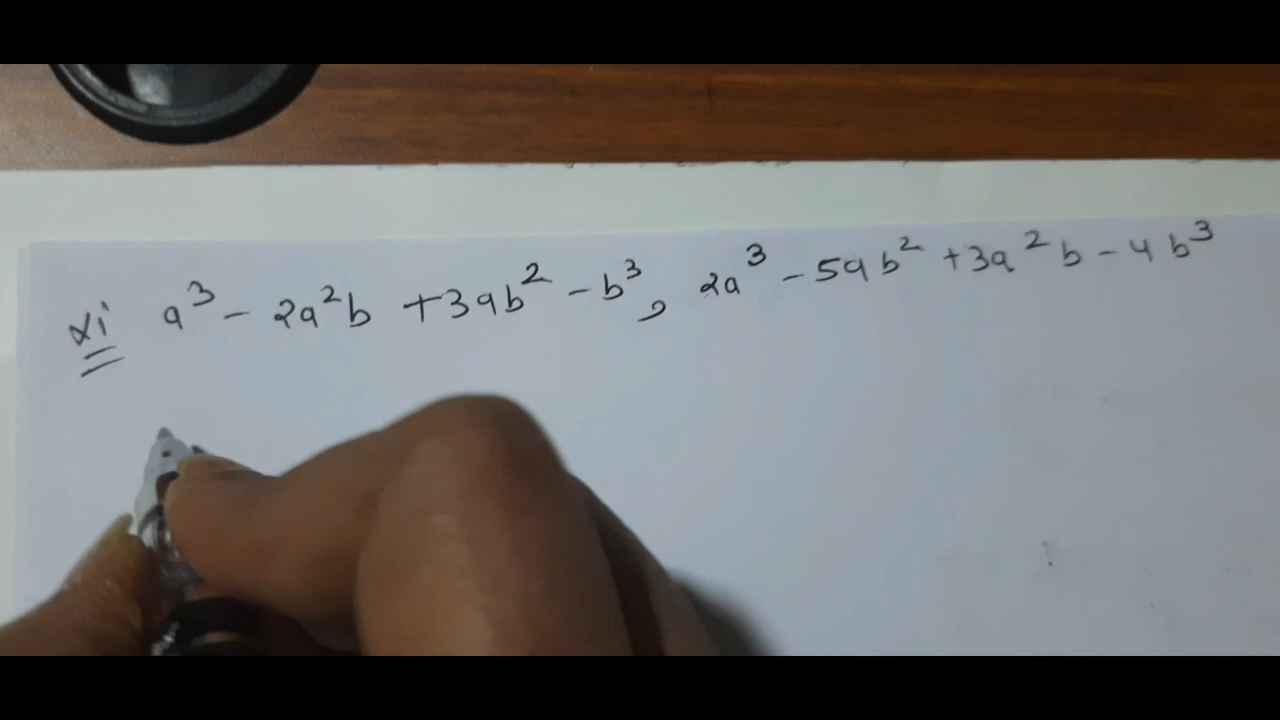 xi a³ - 2a²b + 3ab² - b³, 2a³ - 5ab² + 3a²b - 4b³